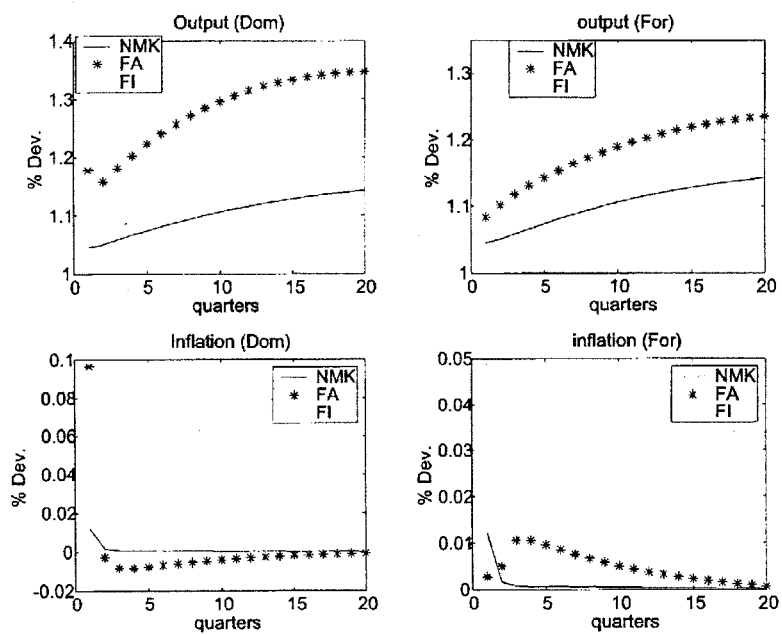 Output (Dom)
1.4
1.3
1.2
1.1
1
% Dev.
NMK
FA
FI
0 5 10 15 20
quarters
output (For)
1.3
1.2
1.1
1
% Dev.
NMK
FA
FI
0 5 10 15 20
quarters
Inflation (Dom)
0.1
0.08
0.06
0.04
0.02
0
-0.02
% Dev.
NMK
FA
FI
0 5 10 15 20
quarters
inflation (For)
0.05
0.04
0.03
0.02
0.01
0
% Dev.
NMK
FA
FI
0 5 10 15 20
quarters